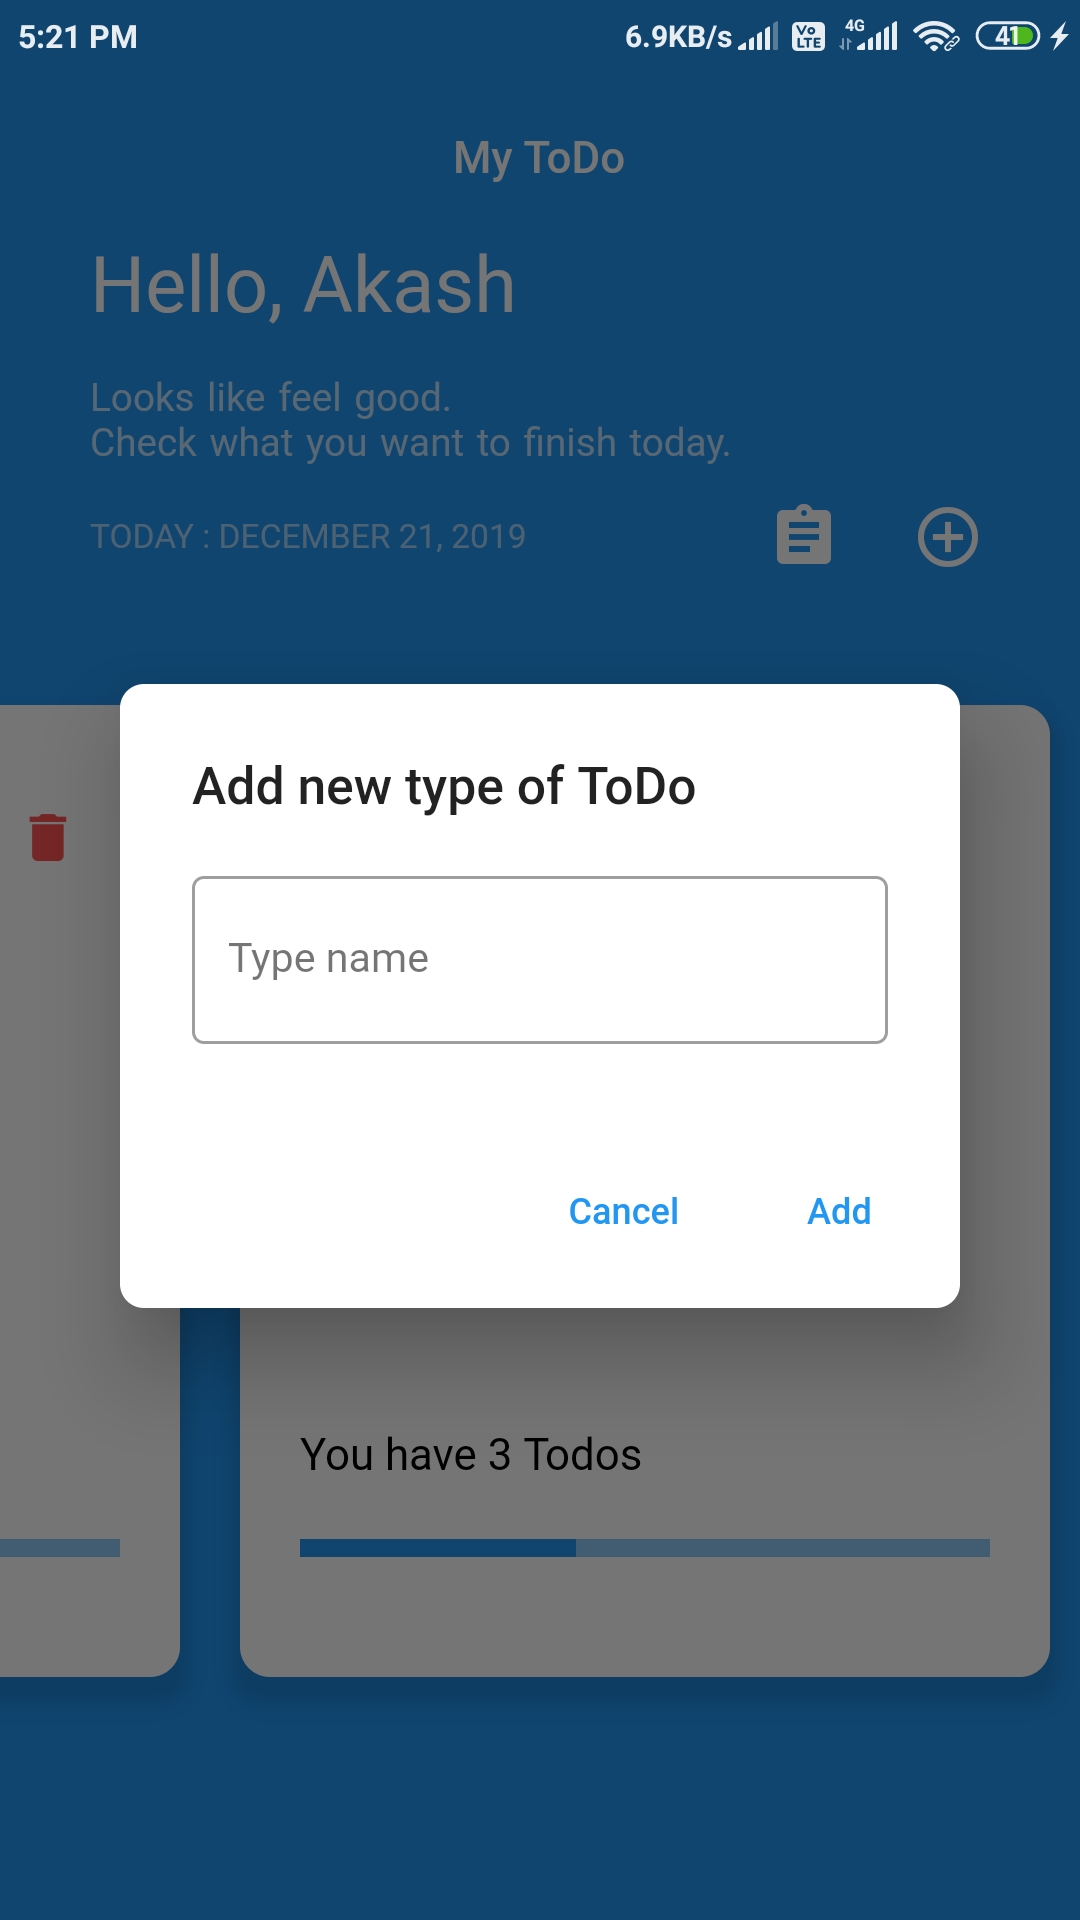 5:21 PM 6.9KB/s Vo LTE 4G 41
My ToDo
Hello, Akash
Looks like feel good.
Check what you want to finish today.
TODAY : DECEMBER 21, 2019
Add new type of ToDo
Type name
Cancel Add
You have 3 Todos